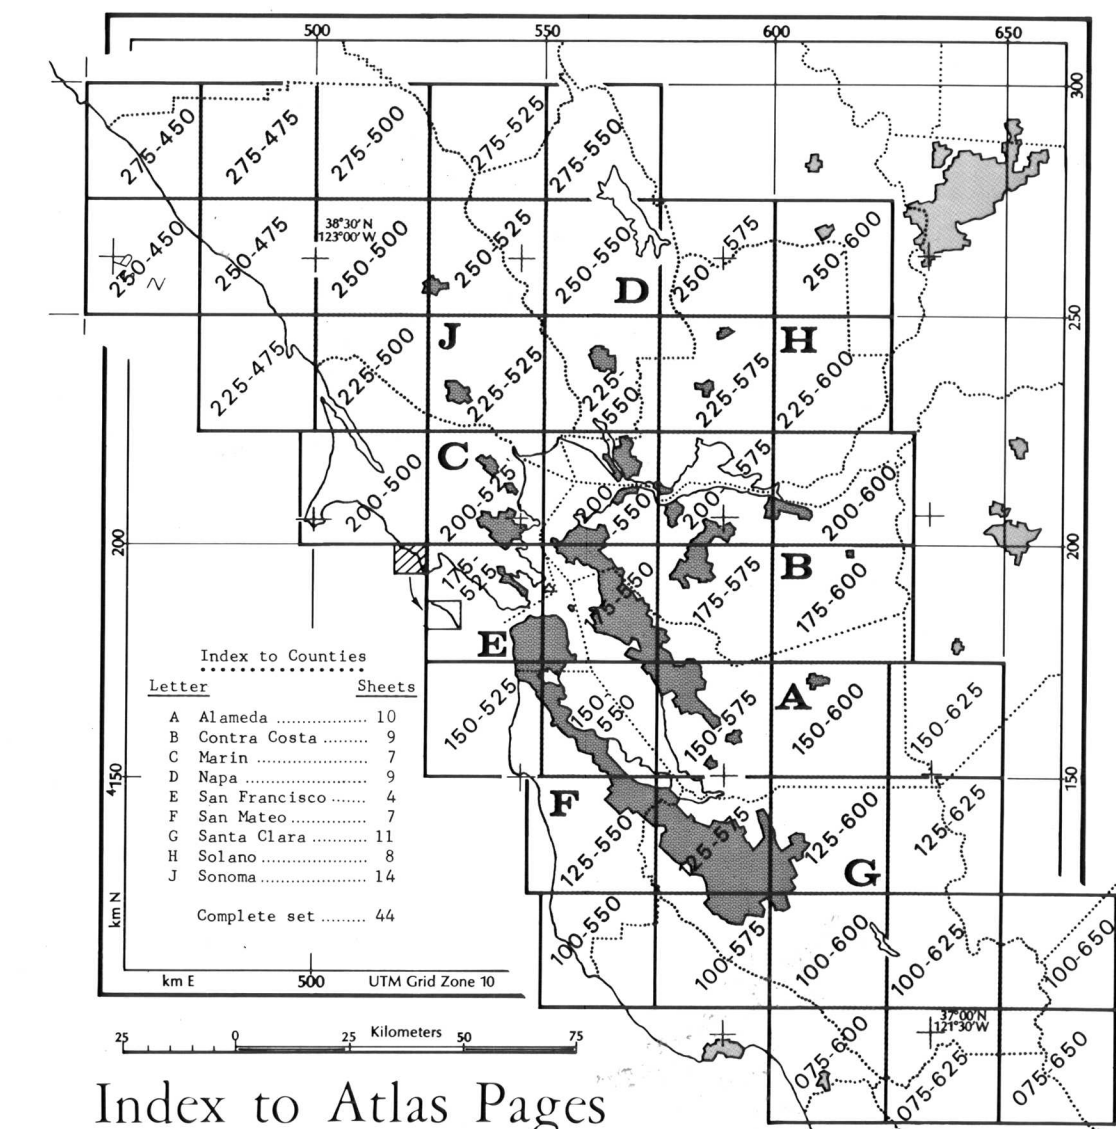 500 550 600 650
300
275-450 275-475 275-500 275-525 275-550
38°30'N
123°00'W
250-450 250-475 250-500 250-525 250-550 250-575 250-600
D
250
J H
225-475 225-500 225-525 225-550 225-575 225-600
C
200-500 200-525 200-550 200-575 200-600
200 200
B
175-525 175-550 175-575 175-600
E
A
150-525 150-550 150-575 150-600 150-625
⁴150 150
F
125-550 125-575 125-600 125-625
G
Index to Counties
Letter Sheets
A Alameda ................. 10
B Contra Costa ......... 9
C Marin .................... 7
D Napa ..................... 9
E San Francisco ...... 4
F San Mateo .............. 7
G Santa Clara ........... 11
H Solano .................... 8
J Sonoma .................. 14
Complete set ......... 44
km N
100-550 100-575 100-600 100-625 100-650
km E 500 UTM Grid Zone 10
37°00'N
121°30'W
075-600 075-625 075-650
25 0 25 50 75
Kilometers
Index to Atlas Pages